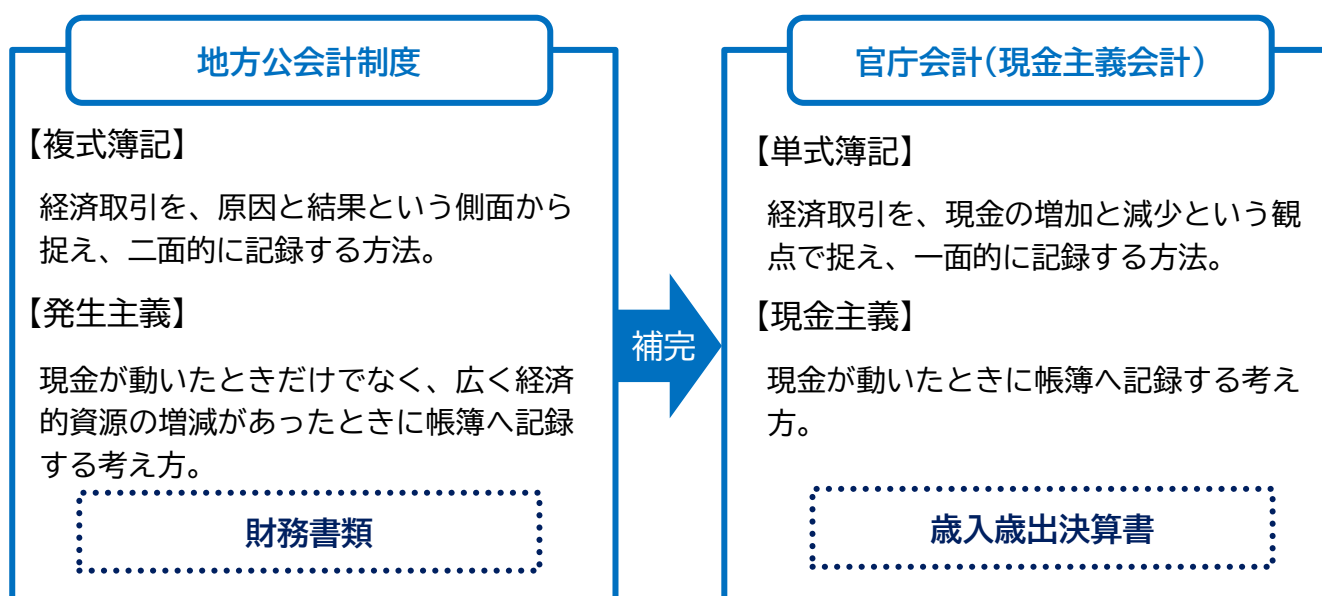 地方公会計制度
【複式簿記】
経済取引を、原因と結果という側面から
捉え、二面的に記録する方法。
【発生主義】
現金が動いたときだけでなく、広く経済
的資源の増減があったときに帳簿へ記録
する考え方。
財務書類
補完
官庁会計(現金主義会計)
【単式簿記】
経済取引を、現金の増加と減少という観
点で捉え、一面的に記録する方法。
【現金主義】
現金が動いたときに帳簿へ記録する考え
方。
歳入歳出決算書